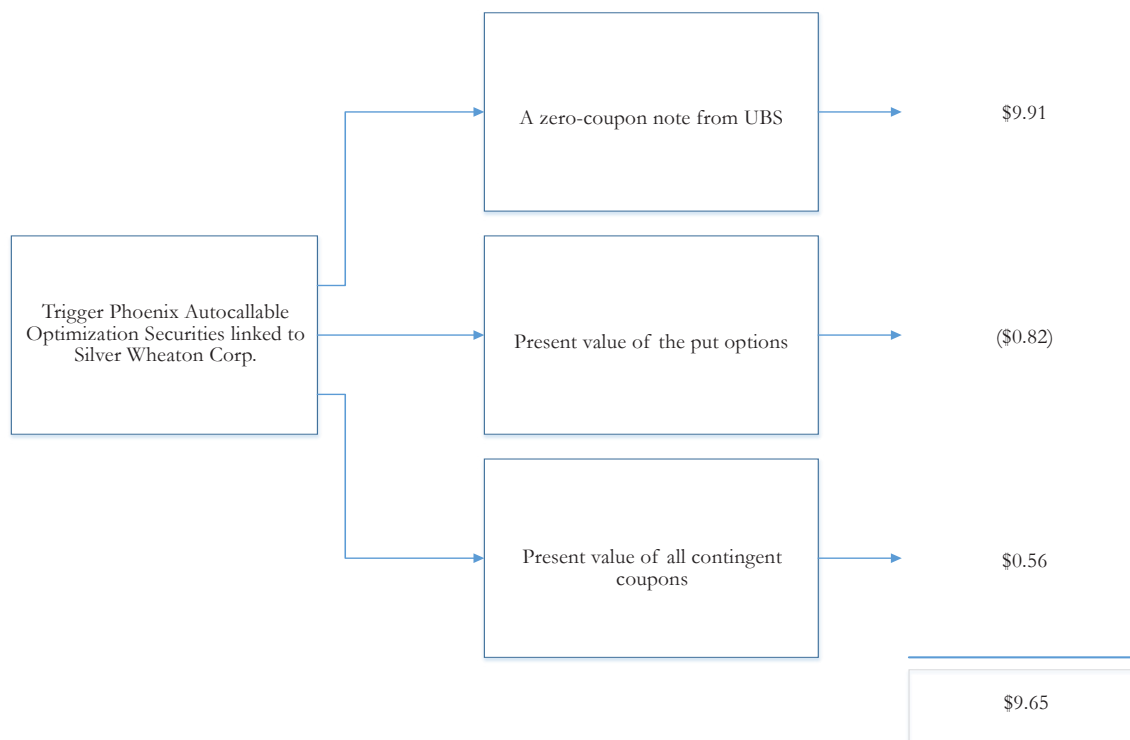 A zero-coupon note from UBS
$9.91
Trigger Phoenix Autocallable
Optimization Securities linked to
Silver Wheaton Corp.
Present value of the put options
($0.82)
Present value of all contingent
coupons
$0.56
$9.65